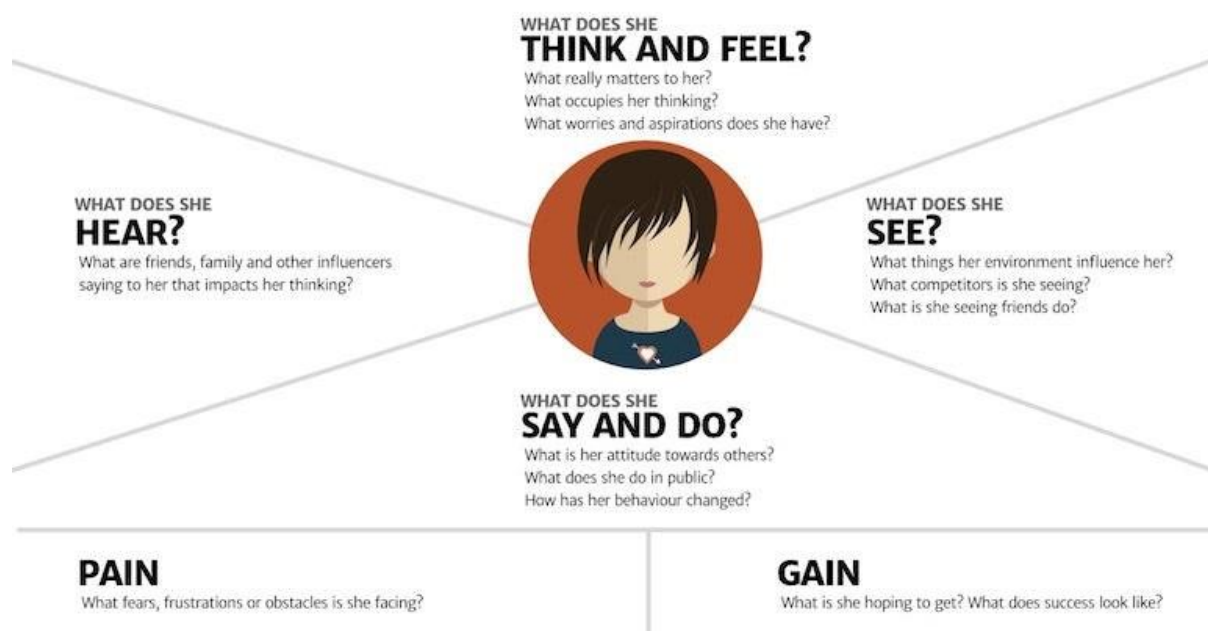 WHAT DOES SHE
THINK AND FEEL?
What really matters to her?
What occupies her thinking?
What worries and aspirations does she have?
WHAT DOES SHE
HEAR?
What are friends, family and other influencers
saying to her that impacts her thinking?
WHAT DOES SHE
SEE?
What things her environment influence her?
What competitors is she seeing?
What is she seeing friends do?
WHAT DOES SHE
SAY AND DO?
What is her attitude towards others?
What does she do in public?
How has her behaviour changed?
PAIN
What fears, frustrations or obstacles is she facing?
GAIN
What is she hoping to get? What does success look like?